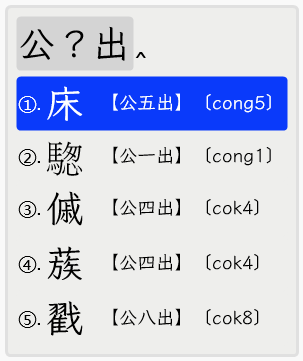 公？出‸
①. 床 【公五出】〔cong5〕
②. 騘 【公一出】〔cong1〕
③. 傶 【公四出】〔cok4〕
④. 蔟 【公四出】〔cok4〕
⑤. 戳 【公八出】〔cok8〕